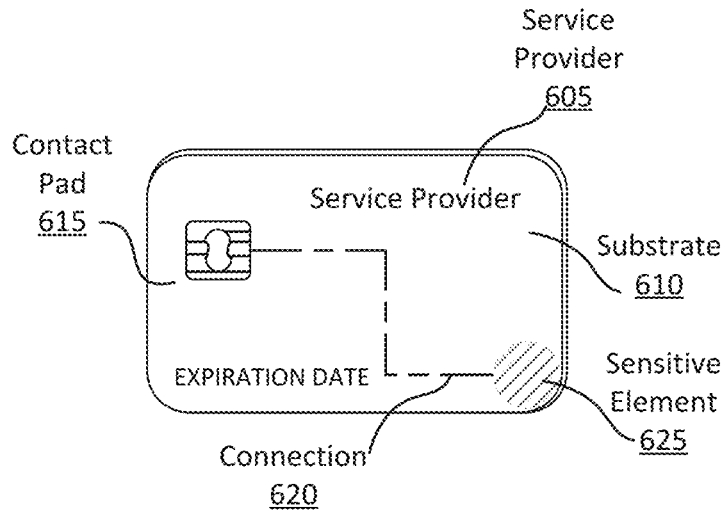 Service
Provider
605
Contact
Pad
615
Service Provider
Substrate
610
EXPIRATION DATE
Sensitive
Element
625
Connection
620